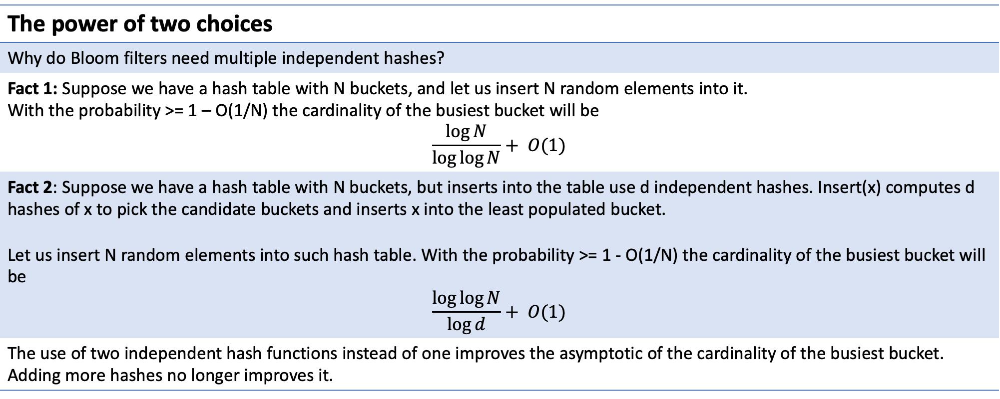 The power of two choices
Why do Bloom filters need multiple independent hashes?
Fact 1: Suppose we have a hash table with N buckets, and let us insert N random elements into it.
With the probability >= 1 – O(1/N) the cardinality of the busiest bucket will be
log N
log log N + O(1)
Fact 2: Suppose we have a hash table with N buckets, but inserts into the table use d independent hashes. Insert(x) computes d
hashes of x to pick the candidate buckets and inserts x into the least populated bucket.
Let us insert N random elements into such hash table. With the probability >= 1 - O(1/N) the cardinality of the busiest bucket will
be
log log N
log d + O(1)
The use of two independent hash functions instead of one improves the asymptotic of the cardinality of the busiest bucket.
Adding more hashes no longer improves it.